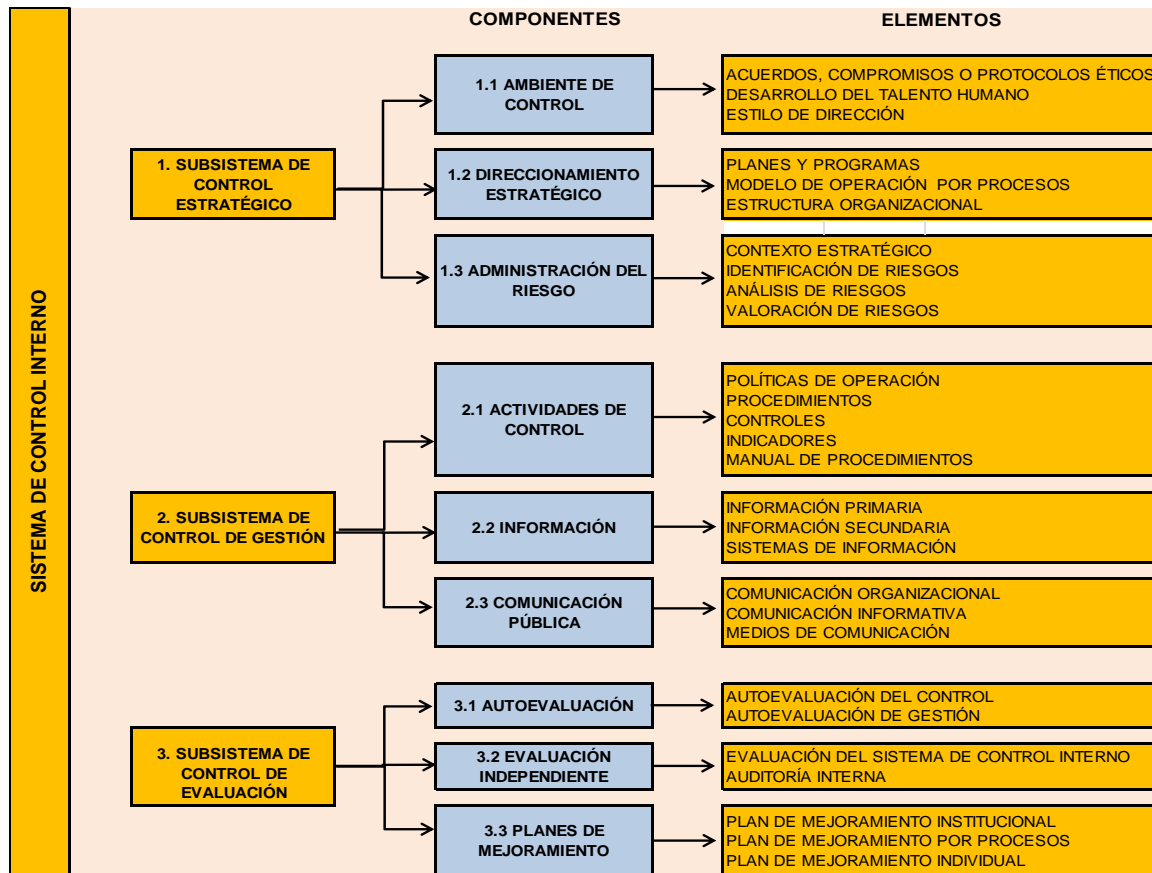 COMPONENTES
ELEMENTOS
SISTEMA DE CONTROL INTERNO
1. SUBSISTEMA DE
CONTROL
ESTRATÉGICO
1.1 AMBIENTE DE
CONTROL
ACUERDOS, COMPROMISOS O PROTOCOLOS ÉTICOS
DESARROLLO DEL TALENTO HUMANO
ESTILO DE DIRECCIÓN
1.2 DIRECCIONAMIENTO
ESTRATÉGICO
PLANES Y PROGRAMAS
MODELO DE OPERACIÓN POR PROCESOS
ESTRUCTURA ORGANIZACIONAL
1.3 ADMINISTRACIÓN DEL
RIESGO
CONTEXTO ESTRATÉGICO
IDENTIFICACIÓN DE RIESGOS
ANÁLISIS DE RIESGOS
VALORACIÓN DE RIESGOS
2. SUBSISTEMA DE
CONTROL DE GESTIÓN
2.1 ACTIVIDADES DE
CONTROL
POLÍTICAS DE OPERACIÓN
PROCEDIMIENTOS
CONTROLES
INDICADORES
MANUAL DE PROCEDIMIENTOS
2.2 INFORMACIÓN
INFORMACIÓN PRIMARIA
INFORMACIÓN SECUNDARIA
SISTEMAS DE INFORMACIÓN
2.3 COMUNICACIÓN
PÚBLICA
COMUNICACIÓN ORGANIZACIONAL
COMUNICACIÓN INFORMATIVA
MEDIOS DE COMUNICACIÓN
3. SUBSISTEMA DE
CONTROL DE
EVALUACIÓN
3.1 AUTOEVALUACIÓN
AUTOEVALUACIÓN DEL CONTROL
AUTOEVALUACIÓN DE GESTIÓN
3.2 EVALUACIÓN
INDEPENDIENTE
EVALUACIÓN DEL SISTEMA DE CONTROL INTERNO
AUDITORÍA INTERNA
3.3 PLANES DE
MEJORAMIENTO
PLAN DE MEJORAMIENTO INSTITUCIONAL
PLAN DE MEJORAMIENTO POR PROCESOS
PLAN DE MEJORAMIENTO INDIVIDUAL